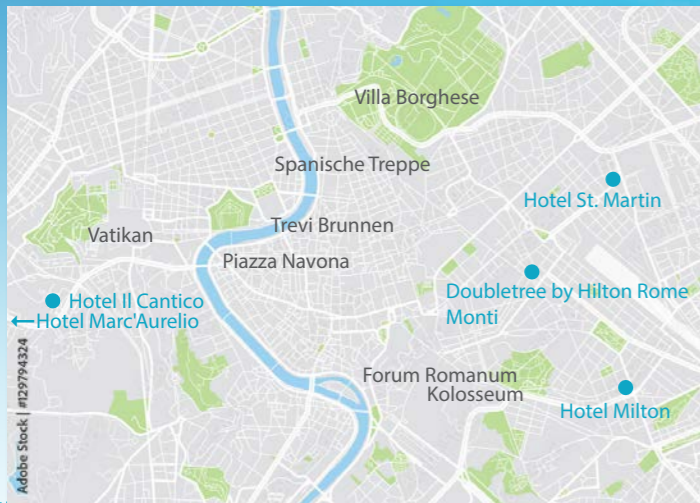 Villa Borghese
Spanische Treppe
Hotel St. Martin
Trevi Brunnen
Vatikan
Piazza Navona
Doubletree by Hilton Rome
Monti
Hotel Il Cantico
←Hotel Marc'Aurelio
Forum Romanum
Kolosseum
Hotel Milton
Adobe Stock | #129794324